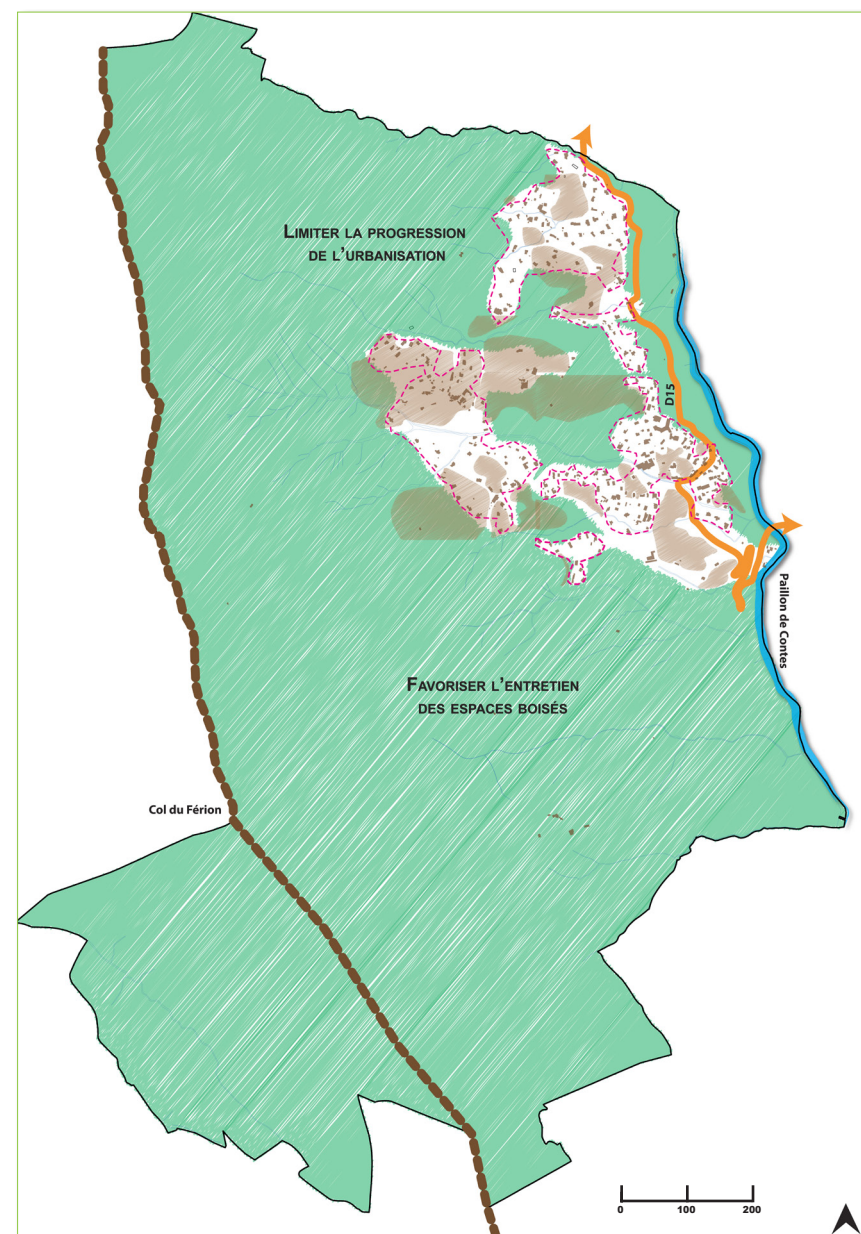 LIMITER LA PROGRESSION
DE L'URBANISATION
D15
Paillon de Contes
FAVORISER L'ENTRETIEN
DES ESPACES BOISÉS
Col du Férion
0 100 200